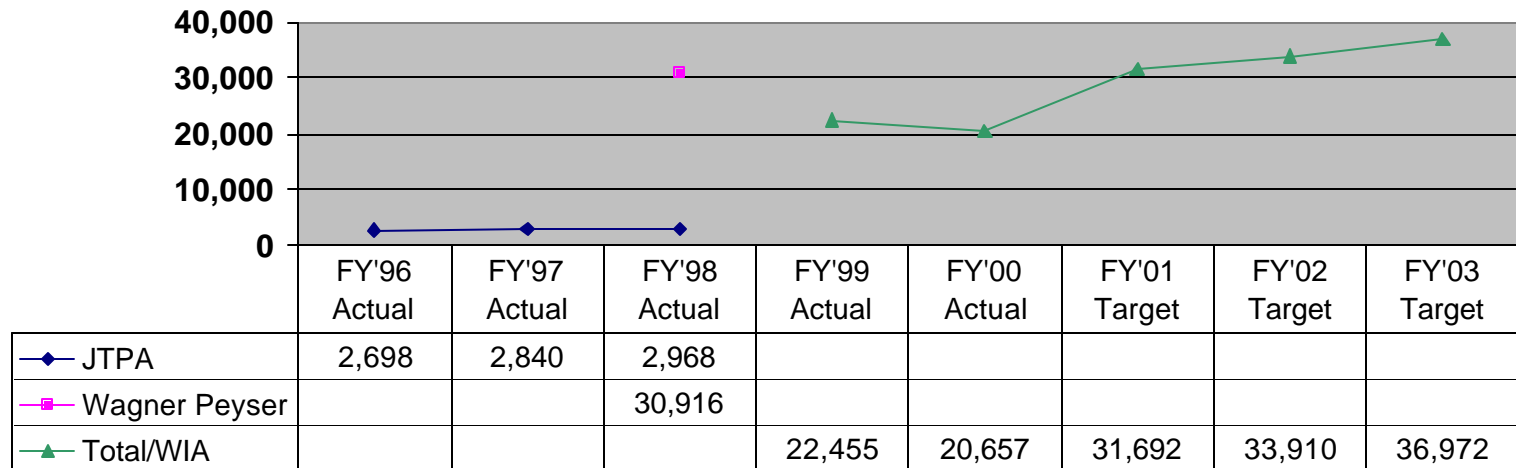 40,000
30,000
20,000
10,000
0
FY'96 FY'97 FY'98 FY'99 FY'00 FY'01 FY'02 FY'03
Actual Actual Actual Actual Actual Target Target Target
JTPA 2,698 2,840 2,968
Wagner Peyser 30,916
Total/WIA 22,455 20,657 31,692 33,910 36,972